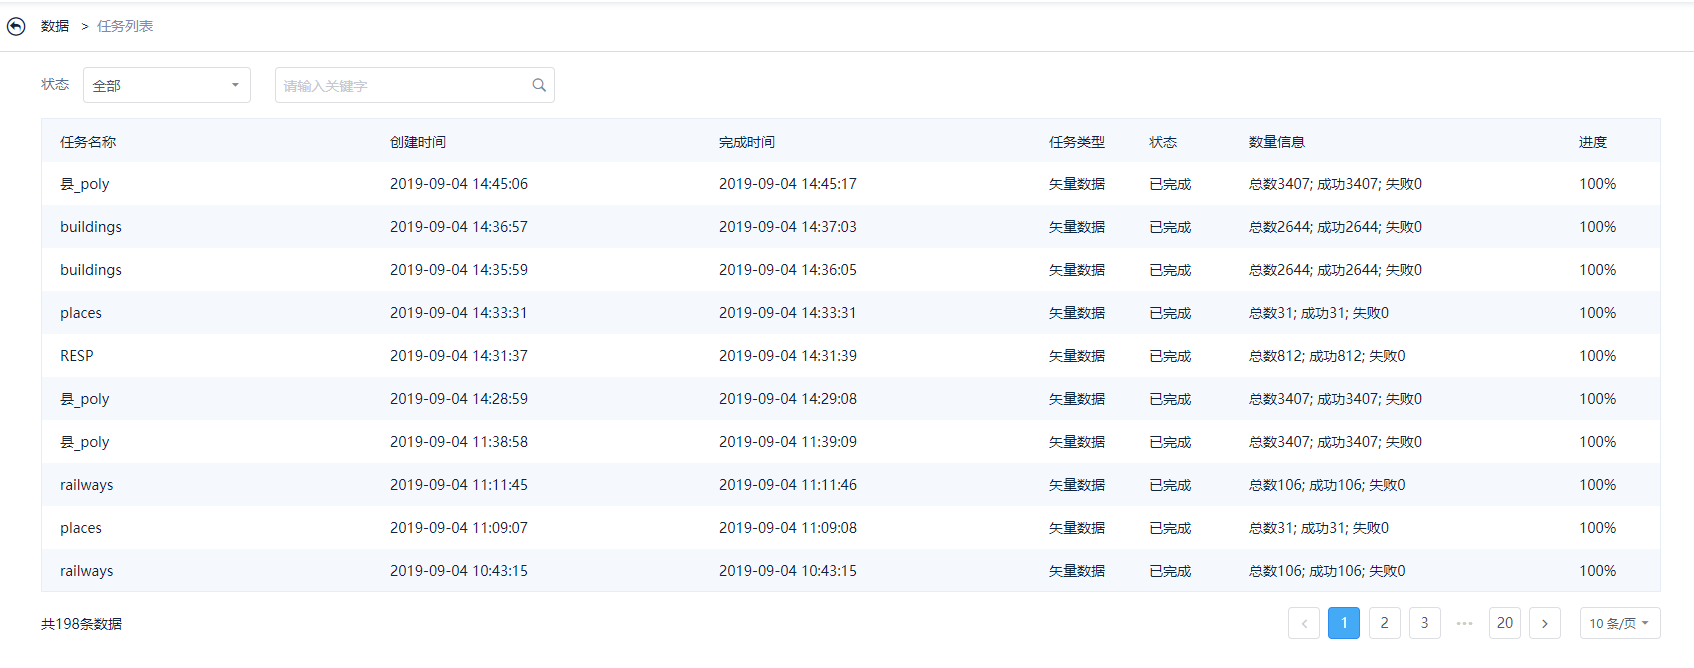 数据 > 任务列表
状态 全部 请输入关键字
任务名称 创建时间 完成时间 任务类型 状态 数量信息 进度
县_poly 2019-09-04 14:45:06 2019-09-04 14:45:17 矢量数据 已完成 总数3407; 成功3407; 失败0 100%
buildings 2019-09-04 14:36:57 2019-09-04 14:37:03 矢量数据 已完成 总数2644; 成功2644; 失败0 100%
buildings 2019-09-04 14:35:59 2019-09-04 14:36:05 矢量数据 已完成 总数2644; 成功2644; 失败0 100%
places 2019-09-04 14:33:31 2019-09-04 14:33:31 矢量数据 已完成 总数31; 成功31; 失败0 100%
RESP 2019-09-04 14:31:37 2019-09-04 14:31:39 矢量数据 已完成 总数812; 成功812; 失败0 100%
县_poly 2019-09-04 14:28:59 2019-09-04 14:29:08 矢量数据 已完成 总数3407; 成功3407; 失败0 100%
县_poly 2019-09-04 11:38:58 2019-09-04 11:39:09 矢量数据 已完成 总数3407; 成功3407; 失败0 100%
railways 2019-09-04 11:11:45 2019-09-04 11:11:46 矢量数据 已完成 总数106; 成功106; 失败0 100%
places 2019-09-04 11:09:07 2019-09-04 11:09:08 矢量数据 已完成 总数31; 成功31; 失败0 100%
railways 2019-09-04 10:43:15 2019-09-04 10:43:15 矢量数据 已完成 总数106; 成功106; 失败0 100%
共198条数据 < 1 2 3 ••• 20 > 10 条/页